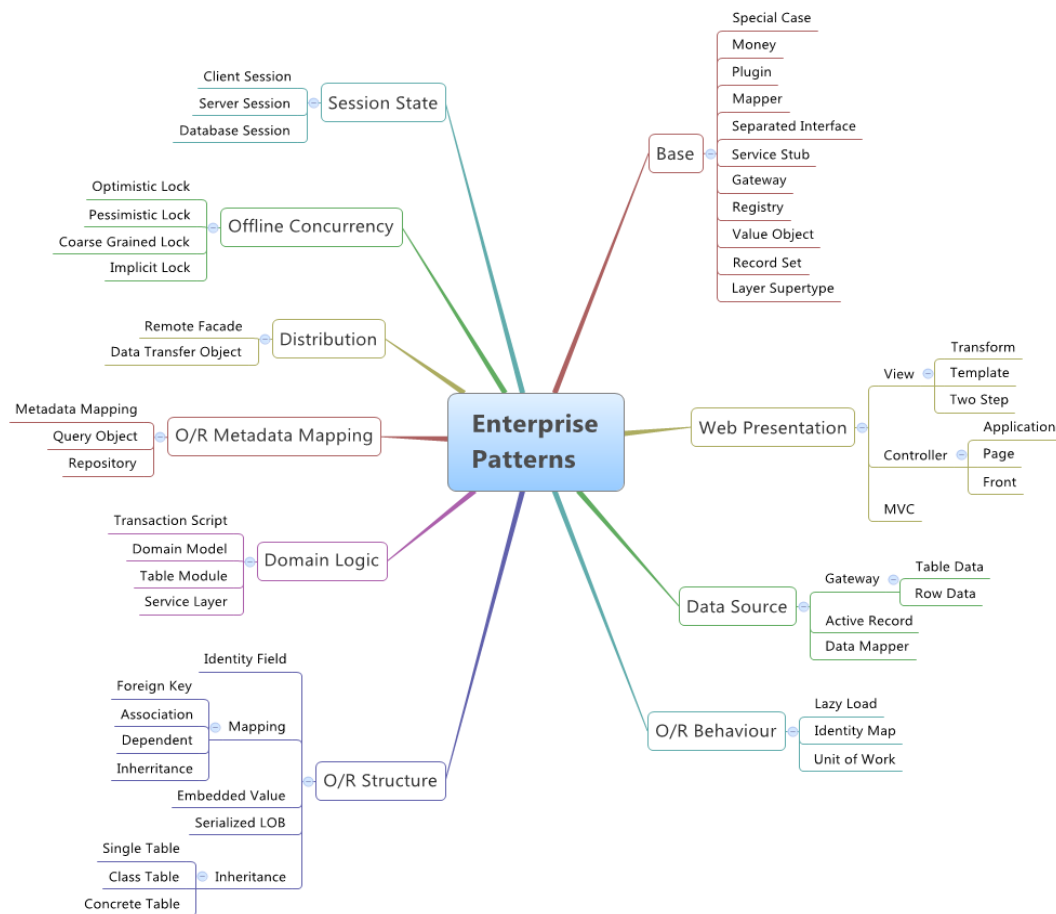 Enterprise
Patterns
Session State
Client Session
Server Session
Database Session
Offline Concurrency
Optimistic Lock
Pessimistic Lock
Coarse Grained Lock
Implicit Lock
Distribution
Remote Facade
Data Transfer Object
O/R Metadata Mapping
Metadata Mapping
Query Object
Repository
Domain Logic
Transaction Script
Domain Model
Table Module
Service Layer
O/R Structure
Identity Field
Mapping
Foreign Key
Association
Dependent
Inherritance
Embedded Value
Serialized LOB
Inheritance
Single Table
Class Table
Concrete Table
Base
Special Case
Money
Plugin
Mapper
Separated Interface
Service Stub
Gateway
Registry
Value Object
Record Set
Layer Supertype
Web Presentation
View
Transform
Template
Two Step
Controller
Application
Page
Front
MVC
Data Source
Gateway
Table Data
Row Data
Active Record
Data Mapper
O/R Behaviour
Lazy Load
Identity Map
Unit of Work